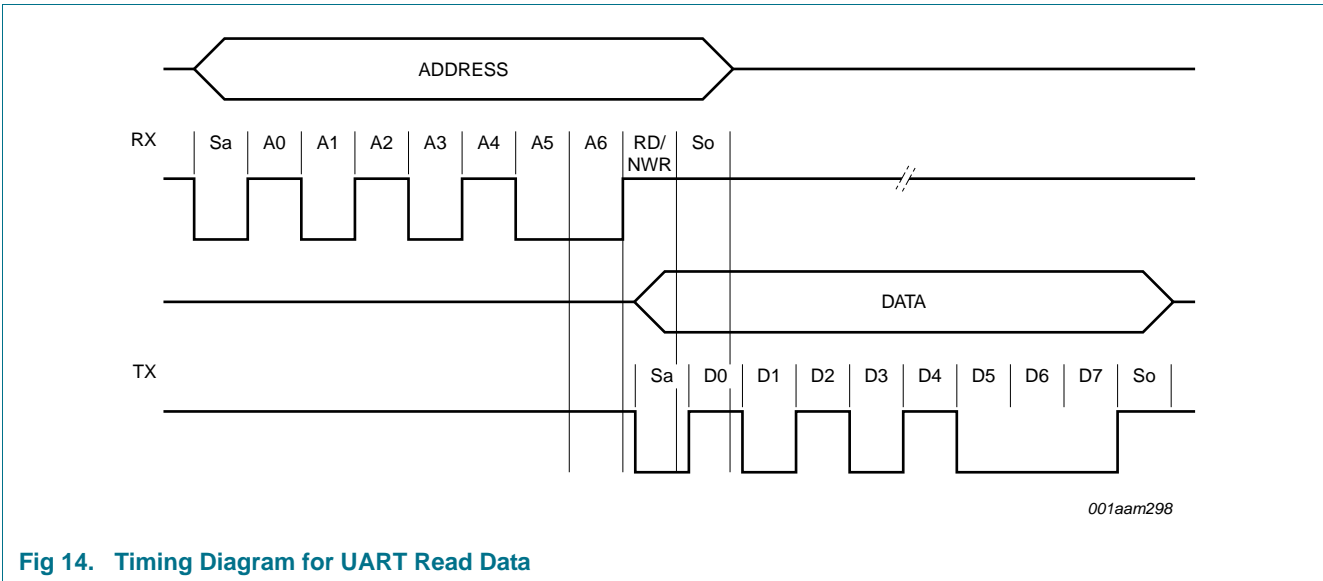 ADDRESS
RX Sa A0 A1 A2 A3 A4 A5 A6 RD/ So
NWR
DATA
TX Sa D0 D1 D2 D3 D4 D5 D6 D7 So
001aam298
Fig 14. Timing Diagram for UART Read Data